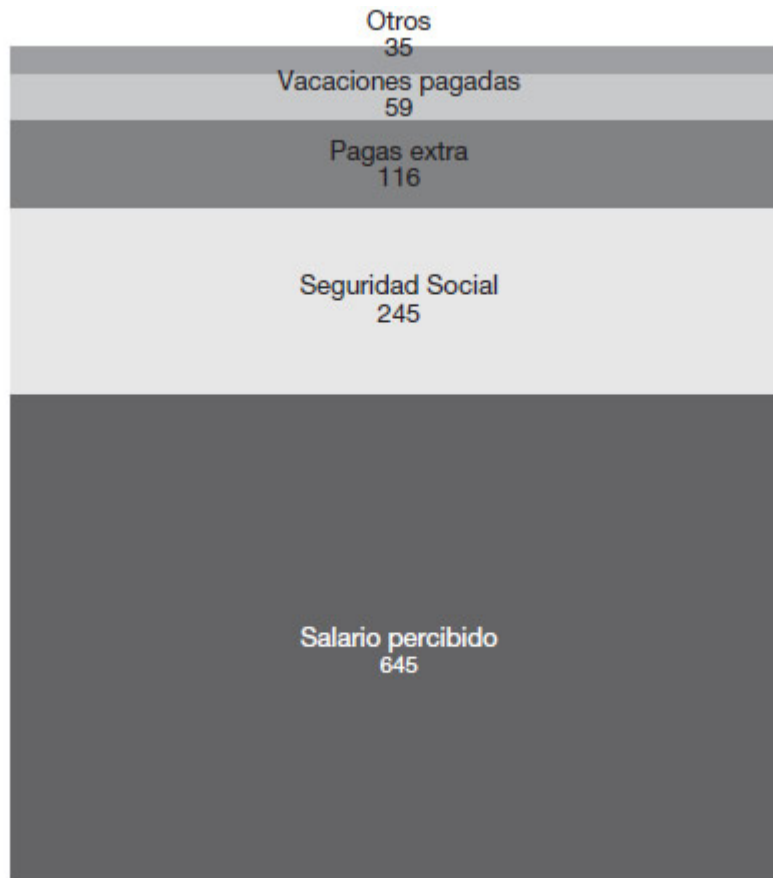 Otros
35
Vacaciones pagadas
59
Pagas extra
116
Seguridad Social
245
Salario percibido
645